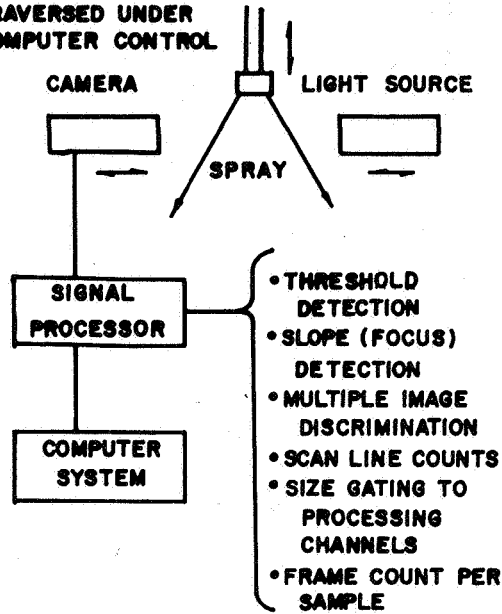 RAVERSED UNDER
OMPUTER CONTROL
CAMERA
LIGHT SOURCE
SPRAY
SIGNAL
PROCESSOR
COMPUTER
SYSTEM
•THRESHOLD
DETECTION
•SLOPE (FOCUS)
DETECTION
•MULTIPLE IMAGE
DISCRIMINATION
•SCAN LINE COUNTS
•SIZE GATING TO
PROCESSING
CHANNELS
•FRAME COUNT PER
SAMPLE